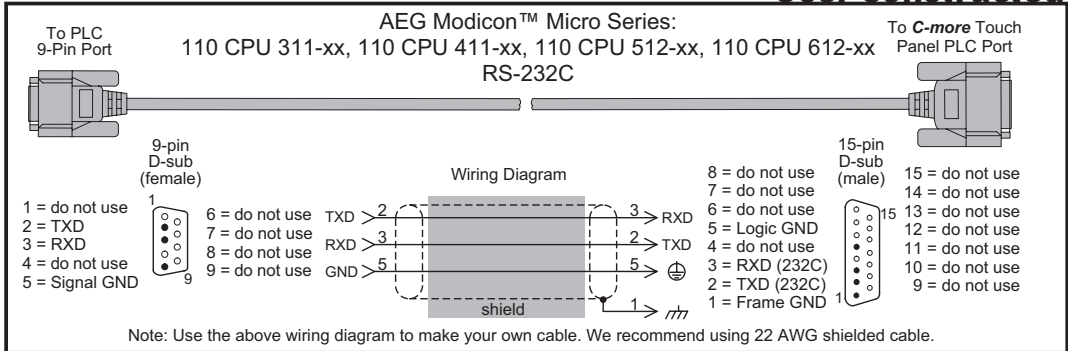 AEG Modicon™ Micro Series:
110 CPU 311-xx, 110 CPU 411-xx, 110 CPU 512-xx, 110 CPU 612-xx
RS-232C
To PLC
9-Pin Port
To C-more Touch
Panel PLC Port
9-pin
D-sub
(female)
1
9
1 = do not use
2 = TXD
3 = RXD
4 = do not use
5 = Signal GND
6 = do not use
7 = do not use
8 = do not use
9 = do not use
Wiring Diagram
TXD 2 3 RXD
RXD 3 2 TXD
GND 5 5
1
shield
8 = do not use
7 = do not use
6 = do not use
5 = Logic GND
4 = do not use
3 = RXD (232C)
2 = TXD (232C)
1 = Frame GND
15-pin
D-sub
(male)
15
1
15 = do not use
14 = do not use
13 = do not use
12 = do not use
11 = do not use
10 = do not use
9 = do not use
Note: Use the above wiring diagram to make your own cable. We recommend using 22 AWG shielded cable.